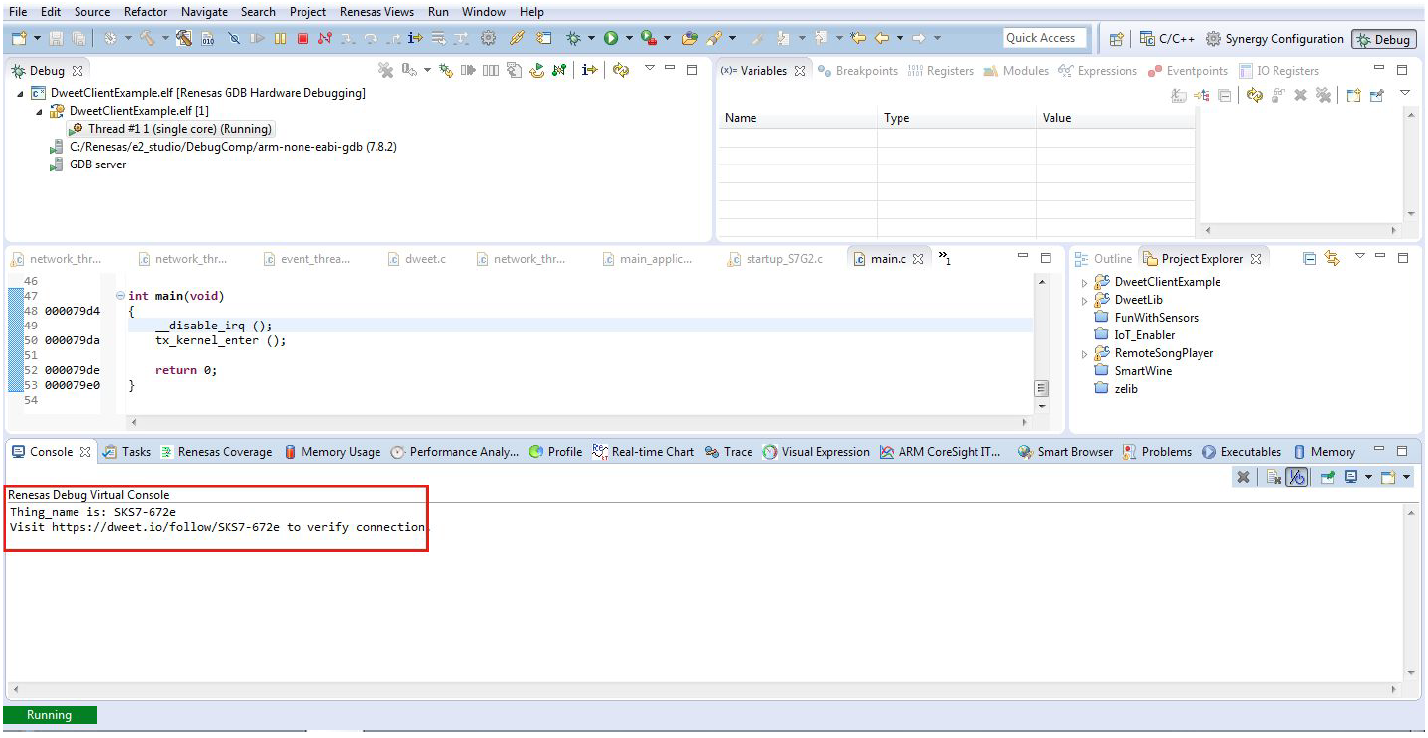 File Edit Source Refactor Navigate Search Project Renesas Views Run Window Help
Quick Access C/C++ Synergy Configuration Debug
Debug
DweetClientExample.elf [Renesas GDB Hardware Debugging]
DweetClientExample.elf [1]
Thread #1 1 (single core) (Running)
C:/Renesas/e2_studio/DebugComp/arm-none-eabi-gdb (7.8.2)
GDB server
(x)= Variables Breakpoints Registers Modules Expressions Eventpoints IO Registers
Name Type Value
network_thr... network_thr... event_threa... dweet.c network_thr... main_applic... startup_S7G2.c main.c »1
46
47 int main(void)
48 000079d4 {
49 __disable_irq ();
50 000079da tx_kernel_enter ();
51
52 000079de return 0;
53 000079e0 }
54
Outline Project Explorer
DweetClientExample
DweetLib
FunWithSensors
IoT_Enabler
RemoteSongPlayer
SmartWine
zelib
Console Tasks Renesas Coverage Memory Usage Performance Analy... Profile Real-time Chart Trace Visual Expression ARM CoreSight IT... Smart Browser Problems Executables Memory
Renesas Debug Virtual Console
Thing_name is: SKS7-672e
Visit https://dweet.io/follow/SKS7-672e to verify connection
Running